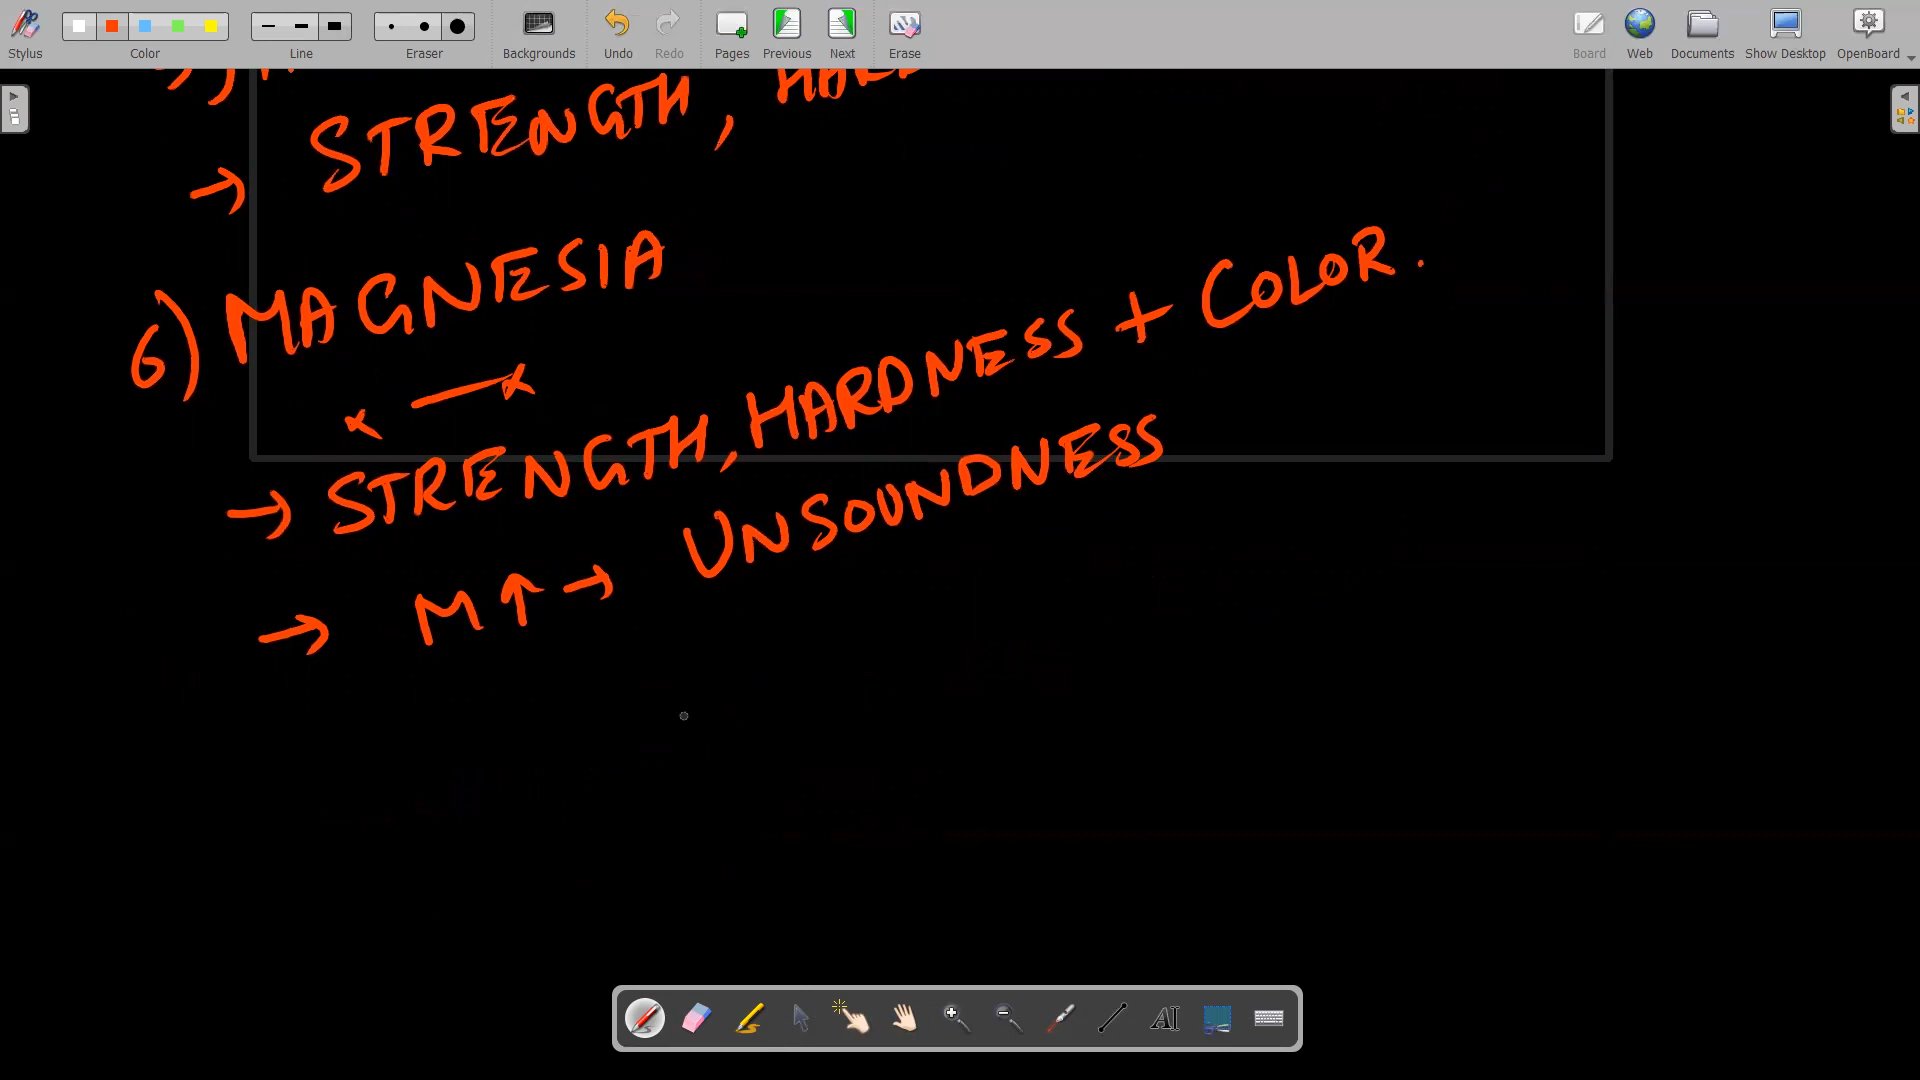 Stylus Color Line Eraser Backgrounds Undo Redo Pages Previous Next Erase Board Web Documents Show Desktop OpenBoard
→ STRENGTH,
6) MAGNESIA
→ STRENGTH, HARDNESS + COLOR.
→ M ↑ → UNSOUNDNESS
AI